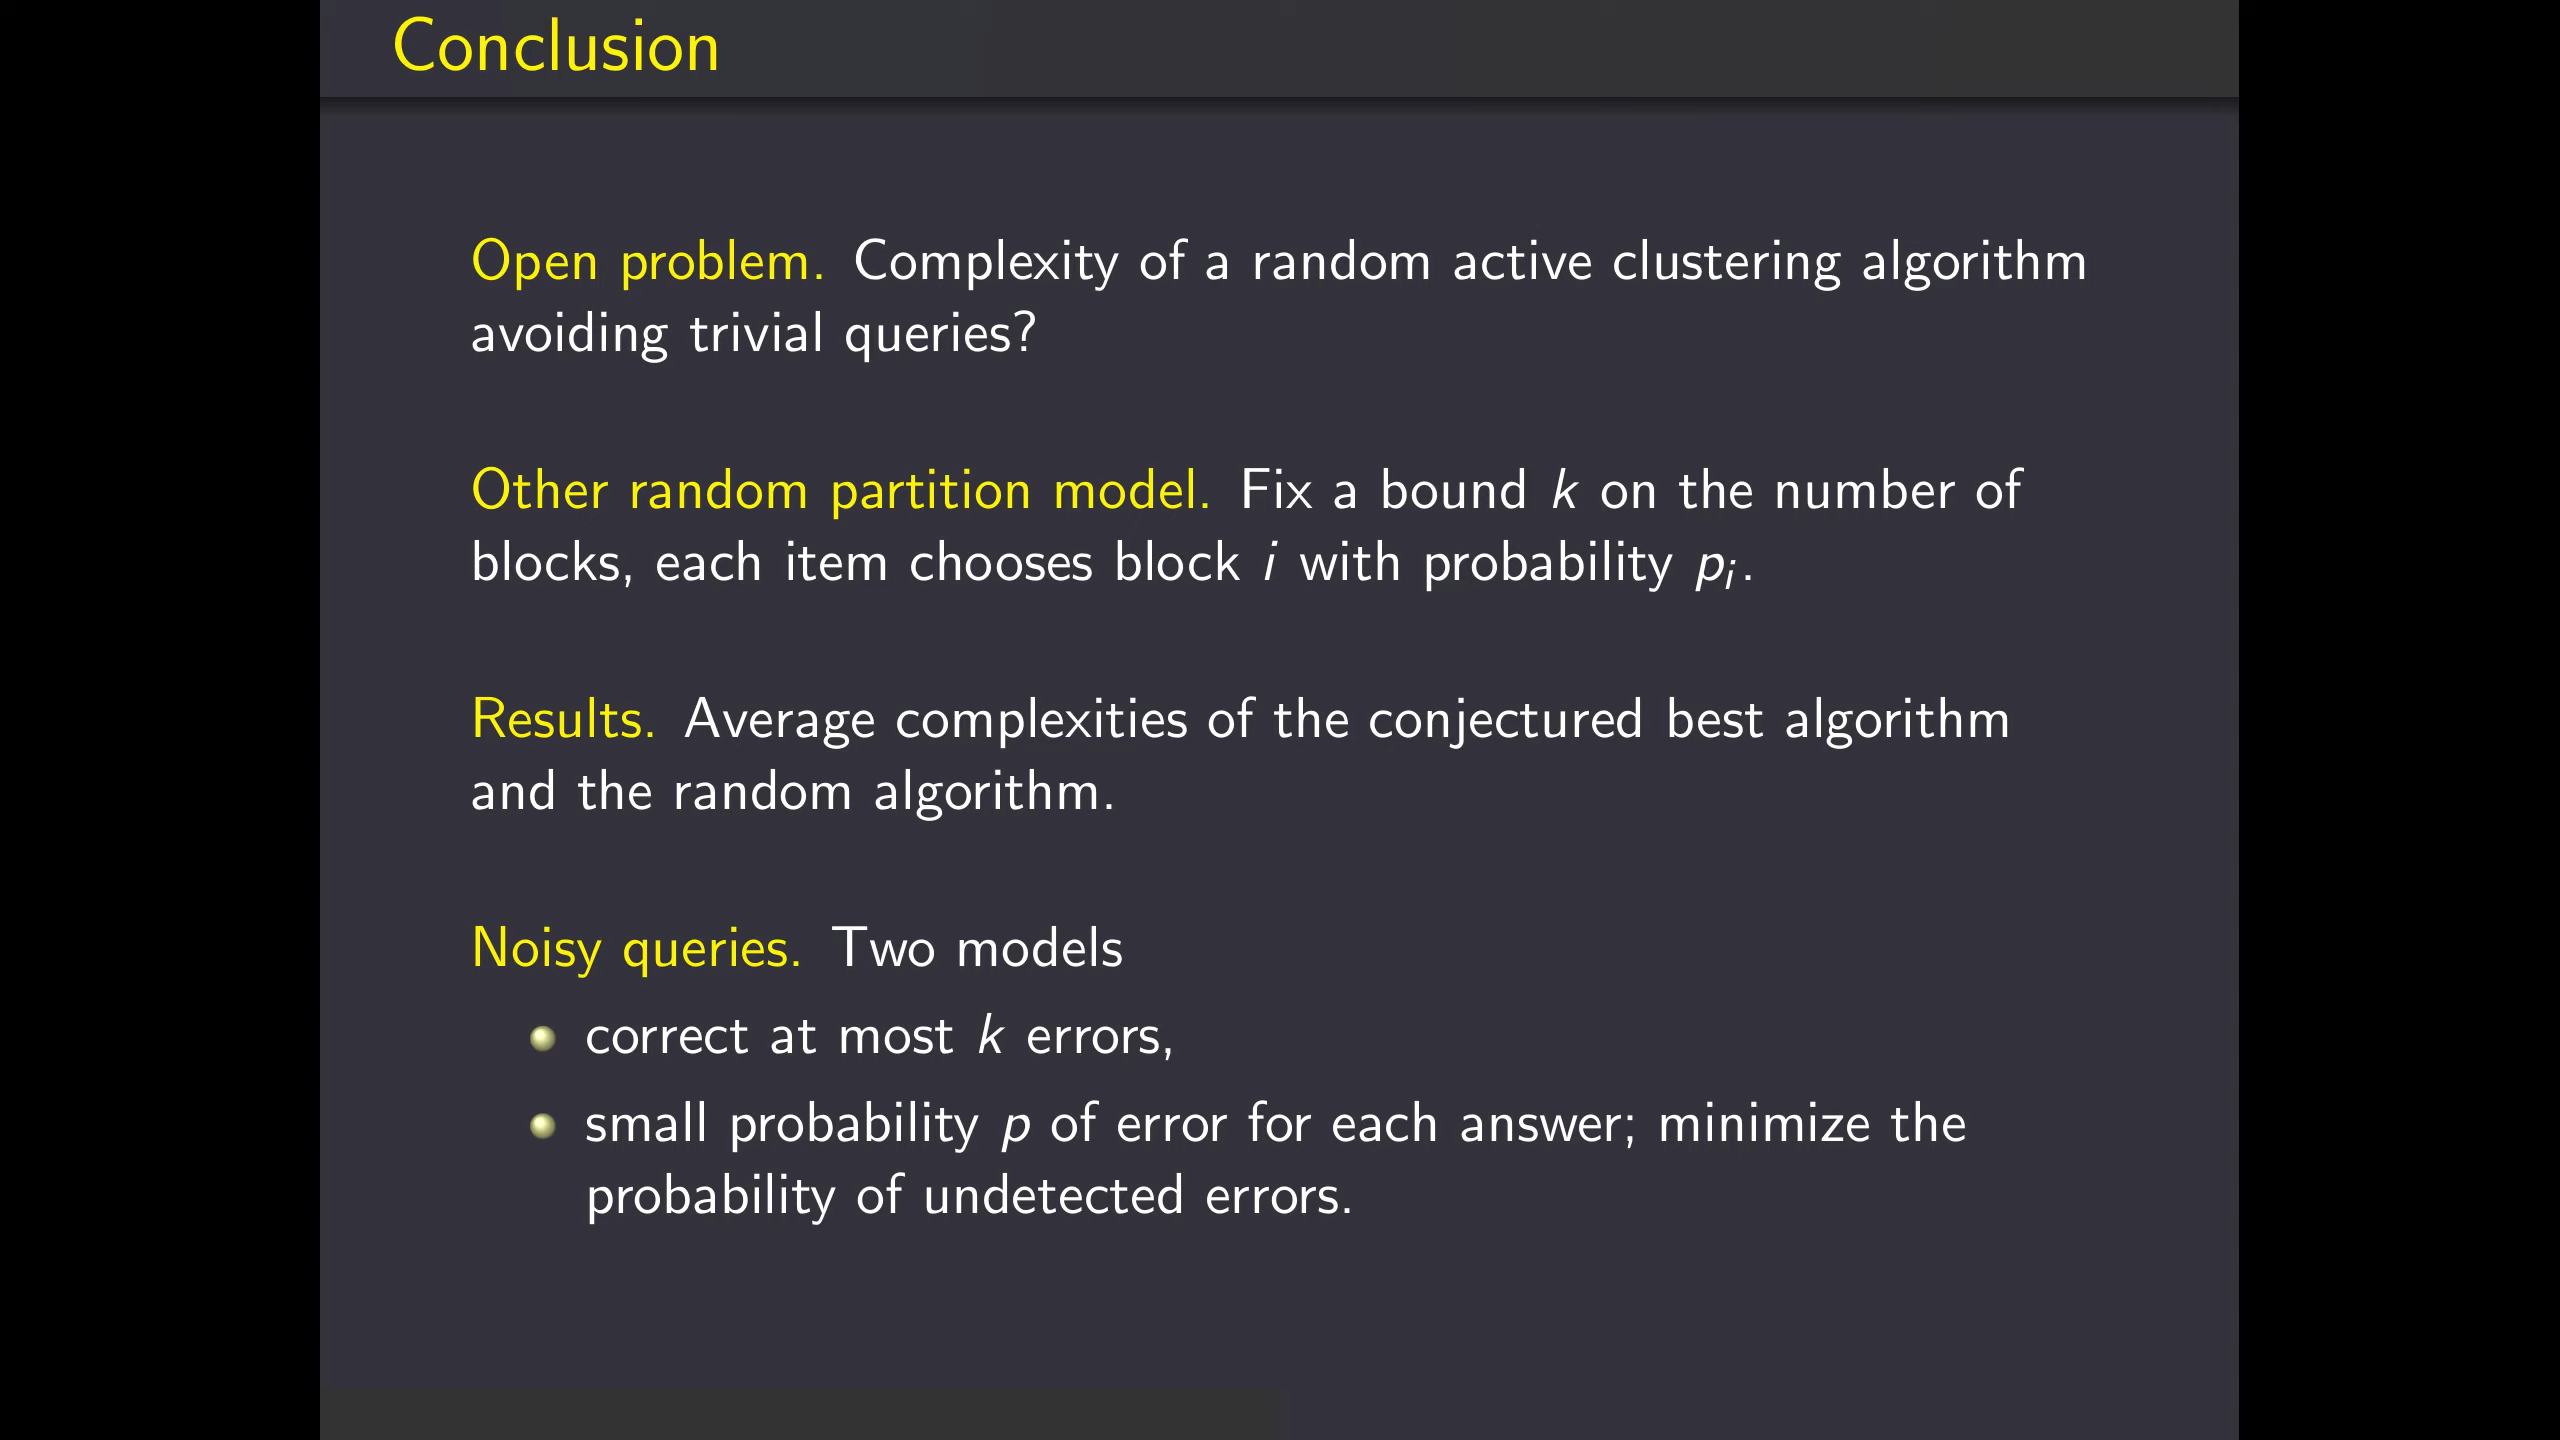 Conclusion
Open problem. Complexity of a random active clustering algorithm
avoiding trivial queries?
Other random partition model. Fix a bound k on the number of
blocks, each item chooses block i with probability p_i.
Results. Average complexities of the conjectured best algorithm
and the random algorithm.
Noisy queries. Two models
correct at most k errors,
small probability p of error for each answer; minimize the
probability of undetected errors.